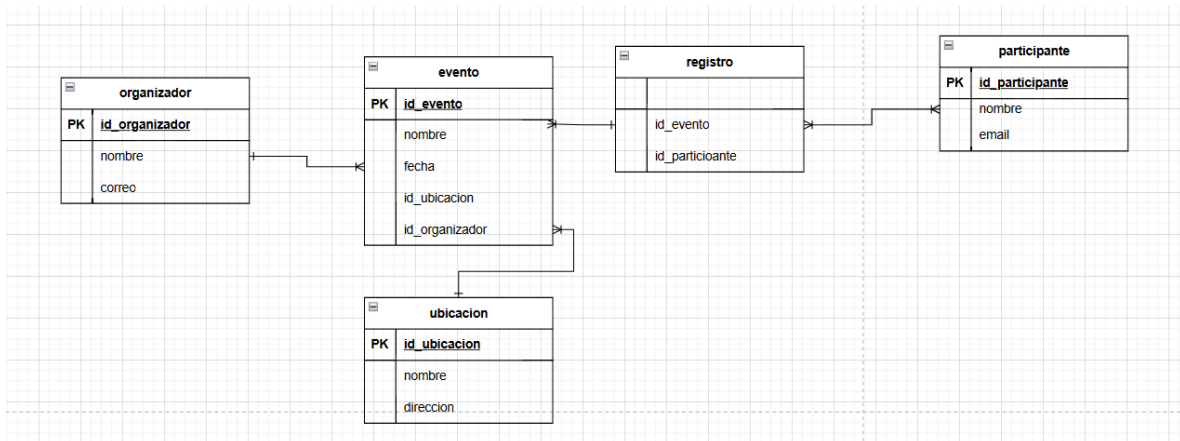 organizador
PK id_organizador
nombre
correo
evento
PK id_evento
nombre
fecha
id_ubicacion
id_organizador
registro
id_evento
id_particioante
participante
PK id_participante
nombre
email
ubicacion
PK id_ubicacion
nombre
direccion